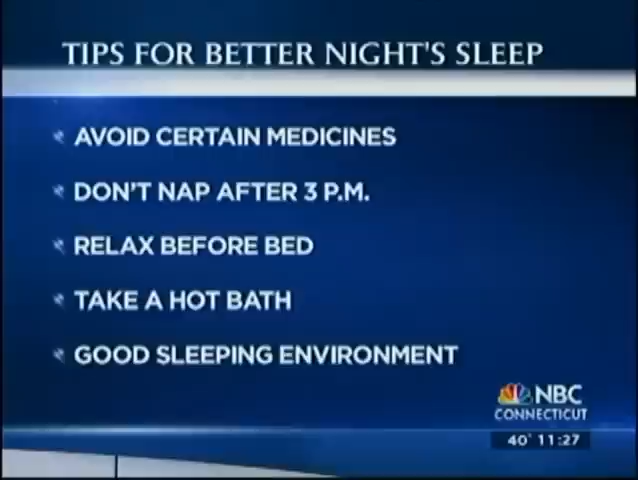 TIPS FOR BETTER NIGHT'S SLEEP
AVOID CERTAIN MEDICINES
DON'T NAP AFTER 3 P.M.
RELAX BEFORE BED
TAKE A HOT BATH
GOOD SLEEPING ENVIRONMENT
NBC
CONNECTICUT
40° 11:27